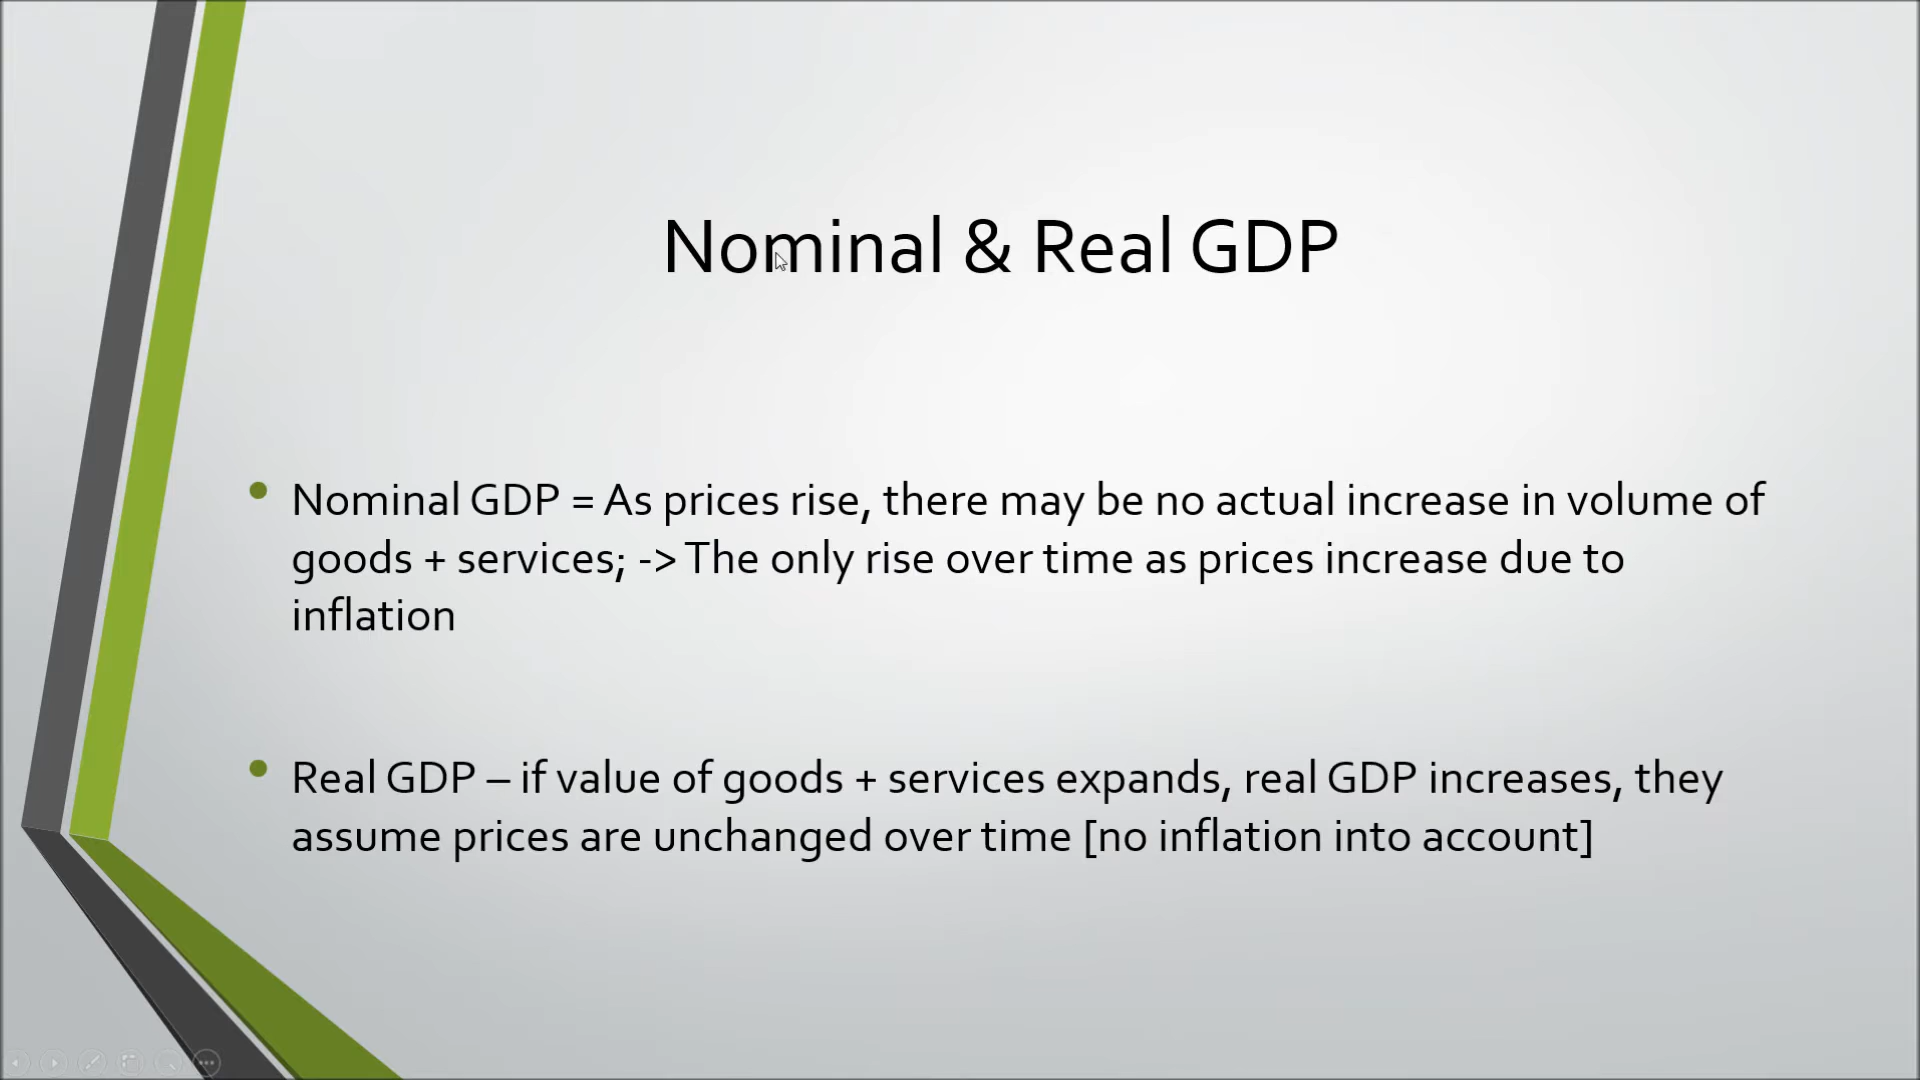 Nominal & Real GDP
Nominal GDP = As prices rise, there may be no actual increase in volume of
goods + services; -> The only rise over time as prices increase due to
inflation
Real GDP – if value of goods + services expands, real GDP increases, they
assume prices are unchanged over time [no inflation into account]